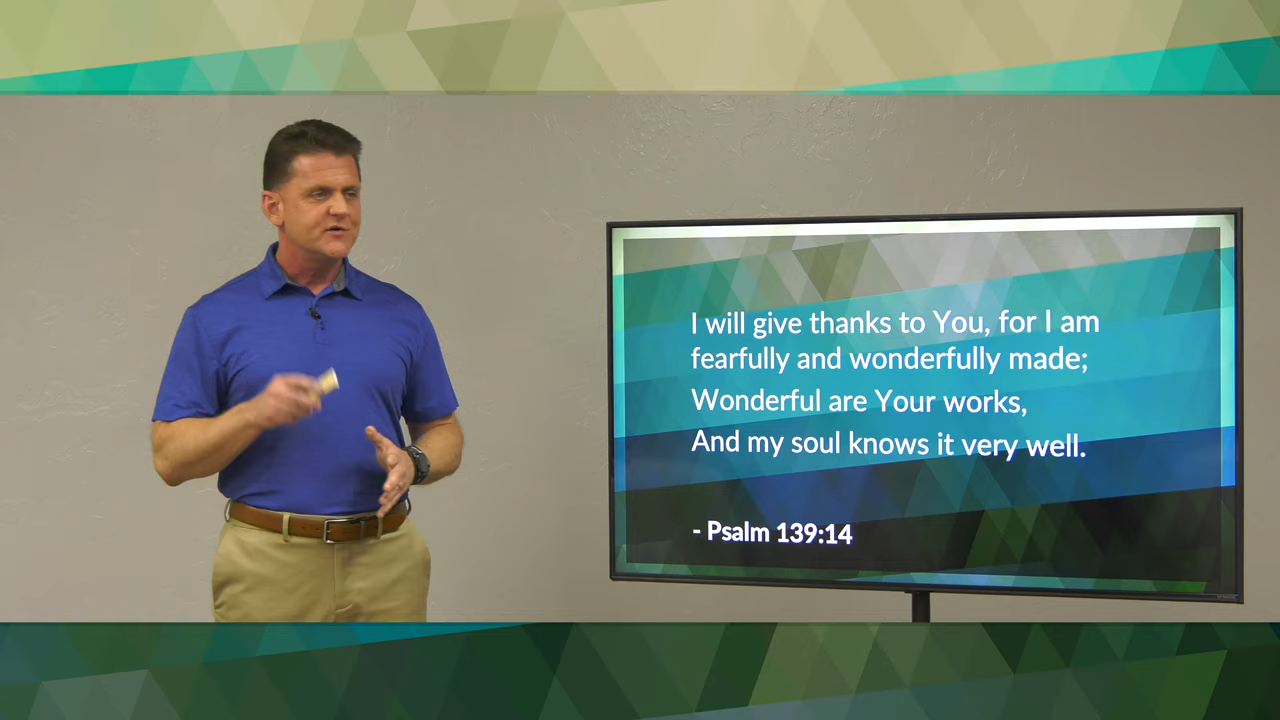 I will give thanks to You, for I am
fearfully and wonderfully made;
Wonderful are Your works,
And my soul knows it very well.
- Psalm 139:14